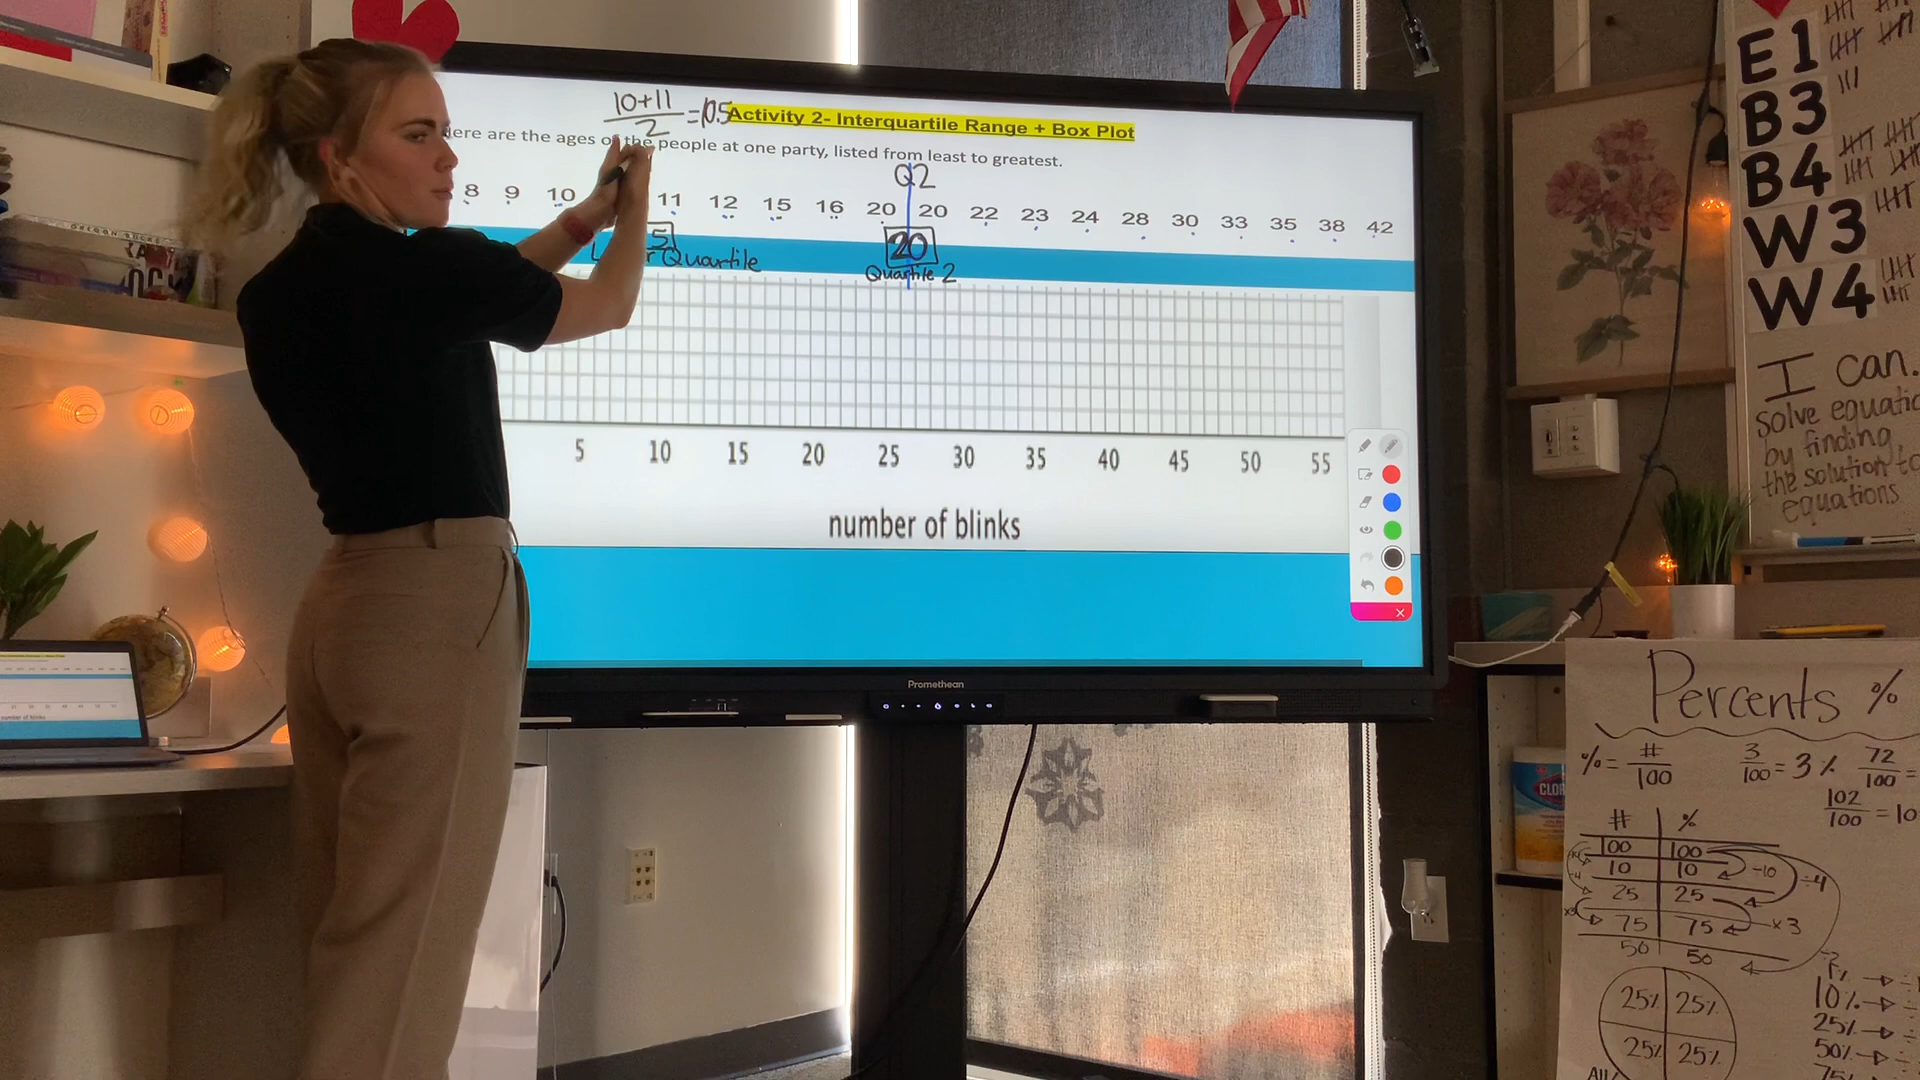 10+11
2
=10.5
Activity 2- Interquartile Range + Box Plot
ere are the ages of the people at one party, listed from least to greatest.
Q2
8 9 10 11 12 15 16 20 20 22 23 24 28 30 33 35 38 42
5
20
r Quartile
Quartile 2
5 10 15 20 25 30 35 40 45 50 55
number of blinks
Promethean
E1
B3
B4
W3
W4
I can
solve equatio
by finding
the solution to
equations
Percents %
% = #/100
3/100 = 3%
72/100 =
102/100 = 10
# %
100 100
10 10
25 25
75 75
50 50
-10
÷4
x3
25% 25%
25% 25%
10% →
25% →
50% →
CLOR